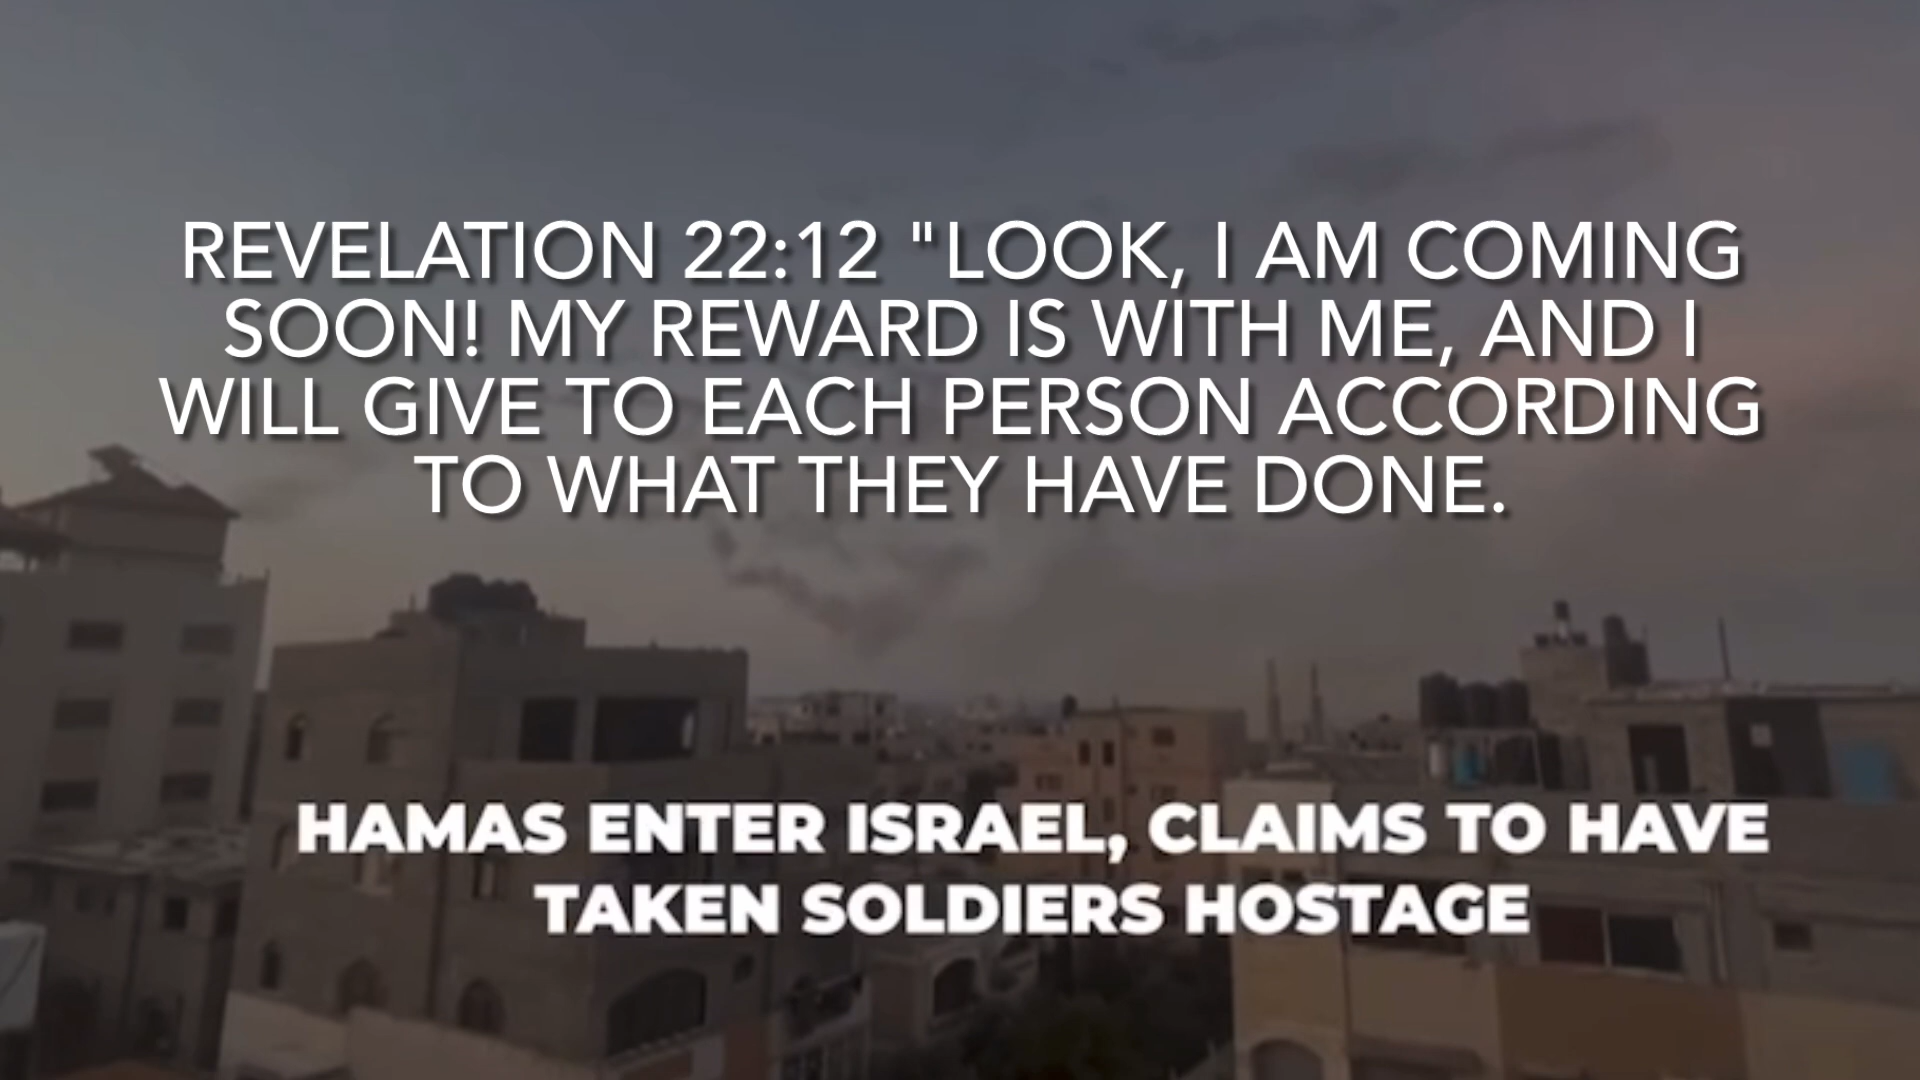 REVELATION 22:12 "LOOK, I AM COMING
SOON! MY REWARD IS WITH ME, AND I
WILL GIVE TO EACH PERSON ACCORDING
TO WHAT THEY HAVE DONE.
HAMAS ENTER ISRAEL, CLAIMS TO HAVE
TAKEN SOLDIERS HOSTAGE